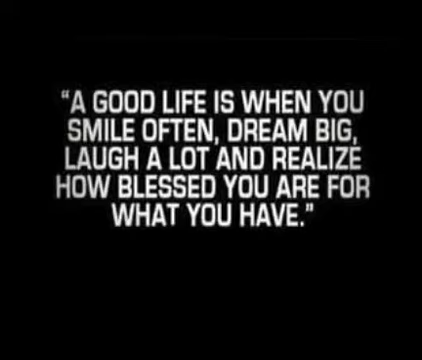 "A GOOD LIFE IS WHEN YOU
SMILE OFTEN, DREAM BIG,
LAUGH A LOT AND REALIZE
HOW BLESSED YOU ARE FOR
WHAT YOU HAVE."